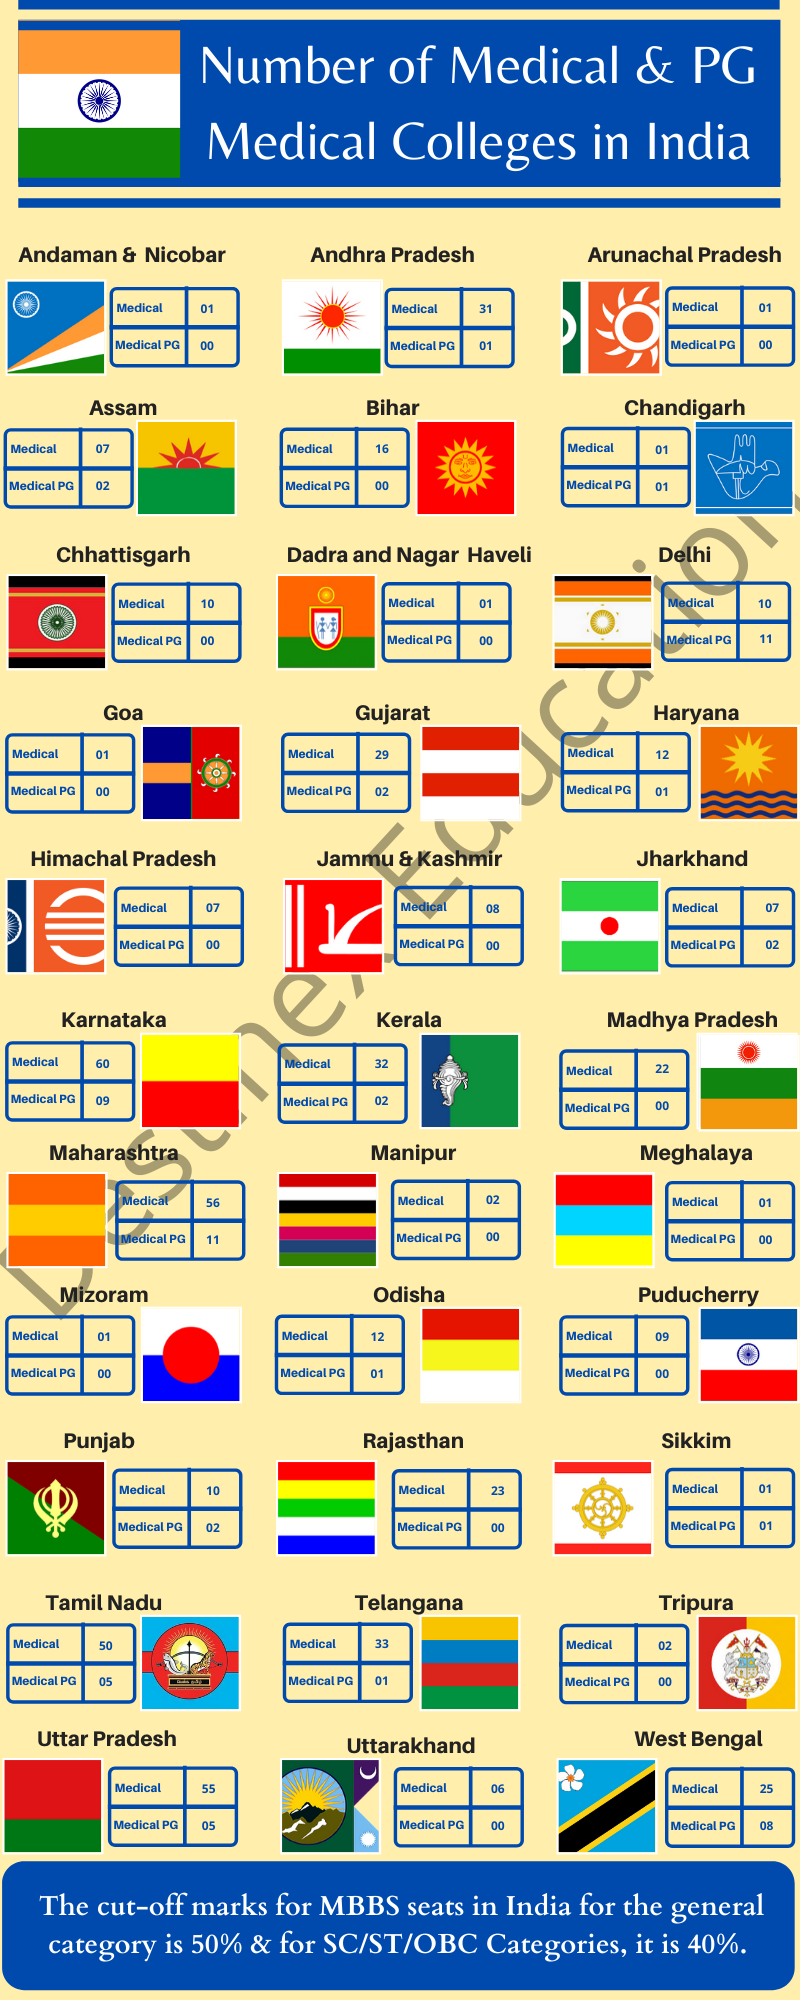 Number of Medical & PG
Medical Colleges in India
Andaman & Nicobar
Medical 01
Medical PG 00
Andhra Pradesh
Medical 31
Medical PG 01
Arunachal Pradesh
Medical 01
Medical PG 00
Assam
Medical 07
Medical PG 02
Bihar
Medical 16
Medical PG 00
Chandigarh
Medical 01
Medical PG 01
Chhattisgarh
Medical 10
Medical PG 00
Dadra and Nagar Haveli
Medical 01
Medical PG 00
Delhi
Medical 10
Medical PG 11
Goa
Medical 01
Medical PG 00
Gujarat
Medical 29
Medical PG 02
Haryana
Medical 12
Medical PG 01
Himachal Pradesh
Medical 07
Medical PG 00
Jammu & Kashmir
Medical 08
Medical PG 00
Jharkhand
Medical 07
Medical PG 02
Karnataka
Medical 60
Medical PG 09
Kerala
Medical 32
Medical PG 02
Madhya Pradesh
Medical 22
Medical PG 00
Maharashtra
Medical 56
Medical PG 11
Manipur
Medical 02
Medical PG 00
Meghalaya
Medical 01
Medical PG 00
Mizoram
Medical 01
Medical PG 00
Odisha
Medical 12
Medical PG 01
Puducherry
Medical 09
Medical PG 00
Punjab
Medical 10
Medical PG 02
Rajasthan
Medical 23
Medical PG 00
Sikkim
Medical 01
Medical PG 01
Tamil Nadu
Medical 50
Medical PG 05
Telangana
Medical 33
Medical PG 01
Tripura
Medical 02
Medical PG 00
Uttar Pradesh
Medical 55
Medical PG 05
Uttarakhand
Medical 06
Medical PG 00
West Bengal
Medical 25
Medical PG 08
The cut-off marks for MBBS seats in India for the general
category is 50% & for SC/ST/OBC Categories, it is 40%.
Education